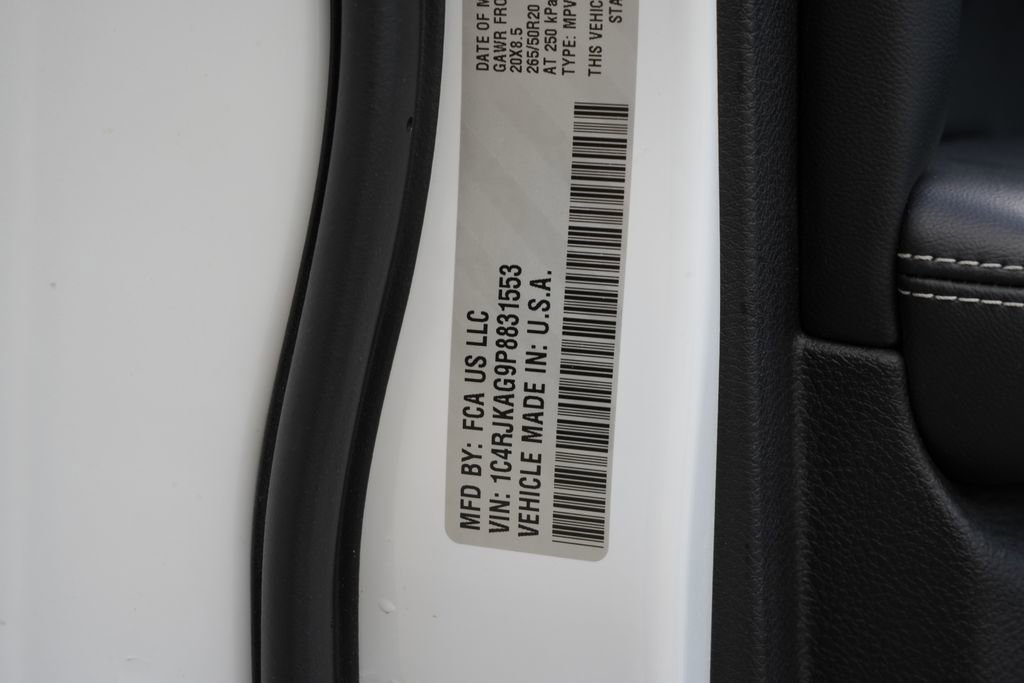 MFD BY: FCA US LLC
VIN: 1C4RJKAG9P8831553
VEHICLE MADE IN: U.S.A.
DATE OF M
GAWR FRO
20X8.5
265/50R20
AT 250 kPa
TYPE: MPV
THIS VEHIC
STA